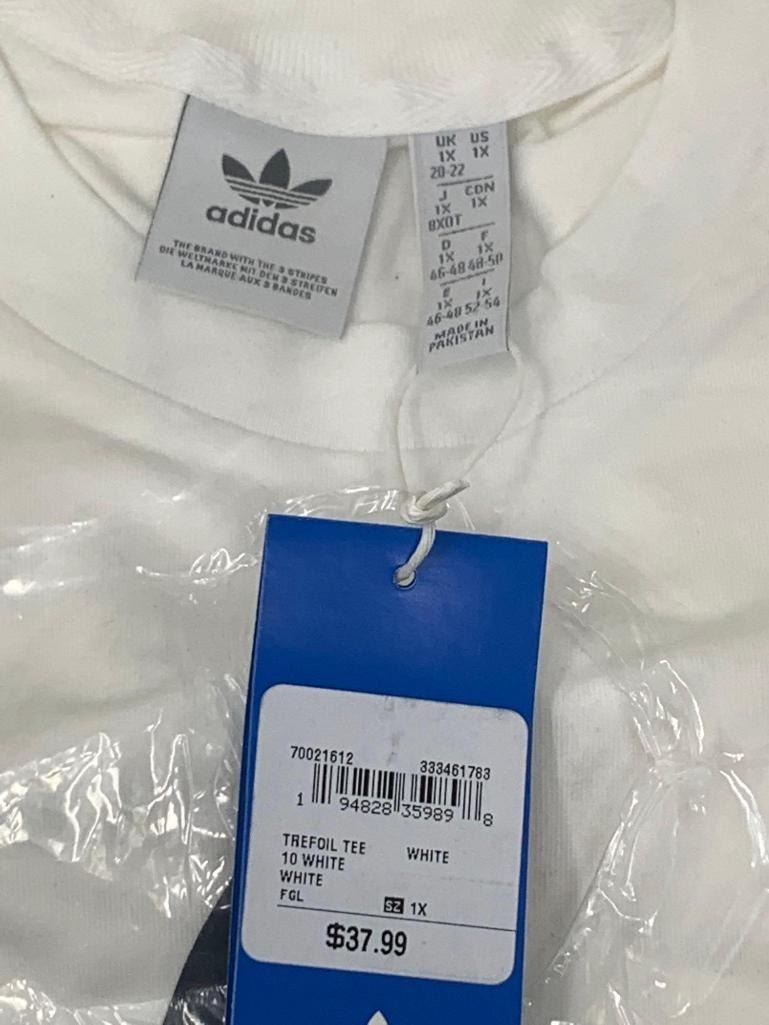 adidas
THE BRAND WITH THE 3 STRIPES
DIE WELTMARKE MIT DEN 3 STREIFEN
LA MARQUE AUX 3 BANDES
UK US
1X 1X
20-22
J CDN
1X 1X
8XOT
D F
1X 1X
46-48 48-50
E I
1X 1X
46-48 52-54
MADE IN
PAKISTAN
70021612 333461783
1 94828 35989 8
TREFOIL TEE WHITE
10 WHITE
WHITE
FGL
SZ 1X
$37.99